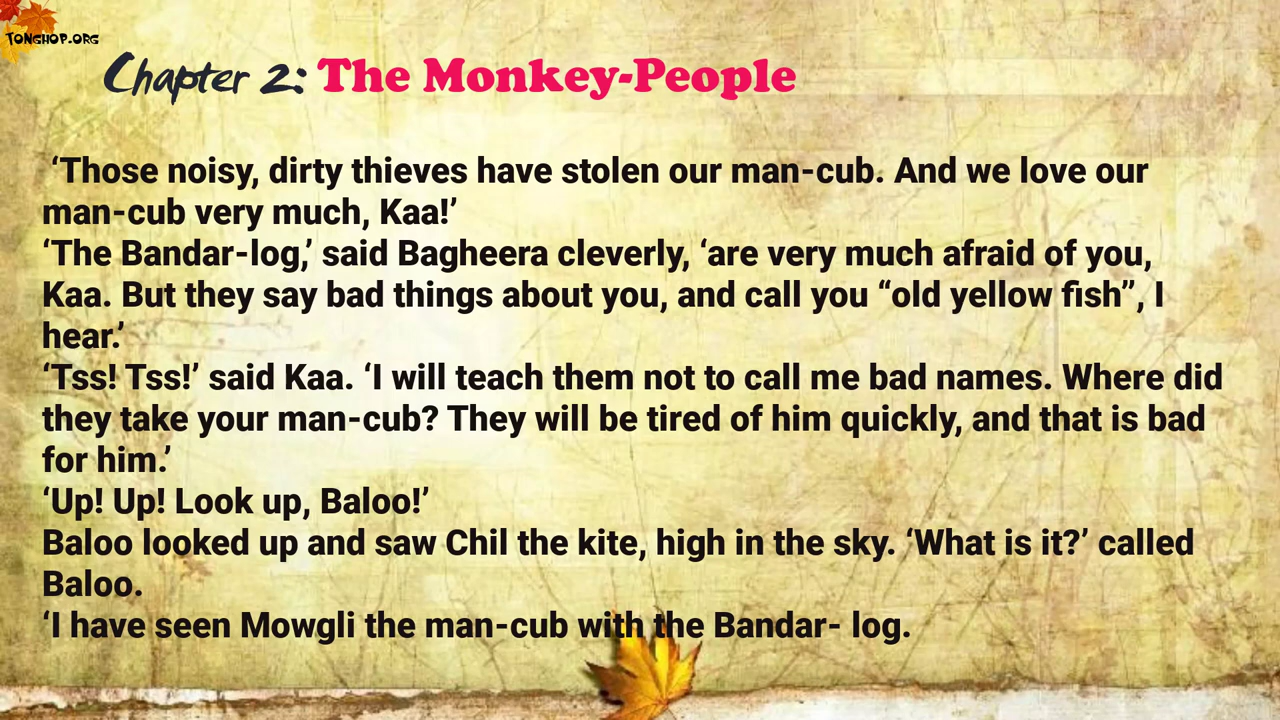 TONGHOP.ORG
Chapter 2: The Monkey-People
‘Those noisy, dirty thieves have stolen our man-cub. And we love our
man-cub very much, Kaa!’
‘The Bandar-log,’ said Bagheera cleverly, ‘are very much afraid of you,
Kaa. But they say bad things about you, and call you “old yellow fish”, I
hear.’
‘Tss! Tss!’ said Kaa. ‘I will teach them not to call me bad names. Where did
they take your man-cub? They will be tired of him quickly, and that is bad
for him.’
‘Up! Up! Look up, Baloo!’
Baloo looked up and saw Chil the kite, high in the sky. ‘What is it?’ called
Baloo.
‘I have seen Mowgli the man-cub with the Bandar- log.